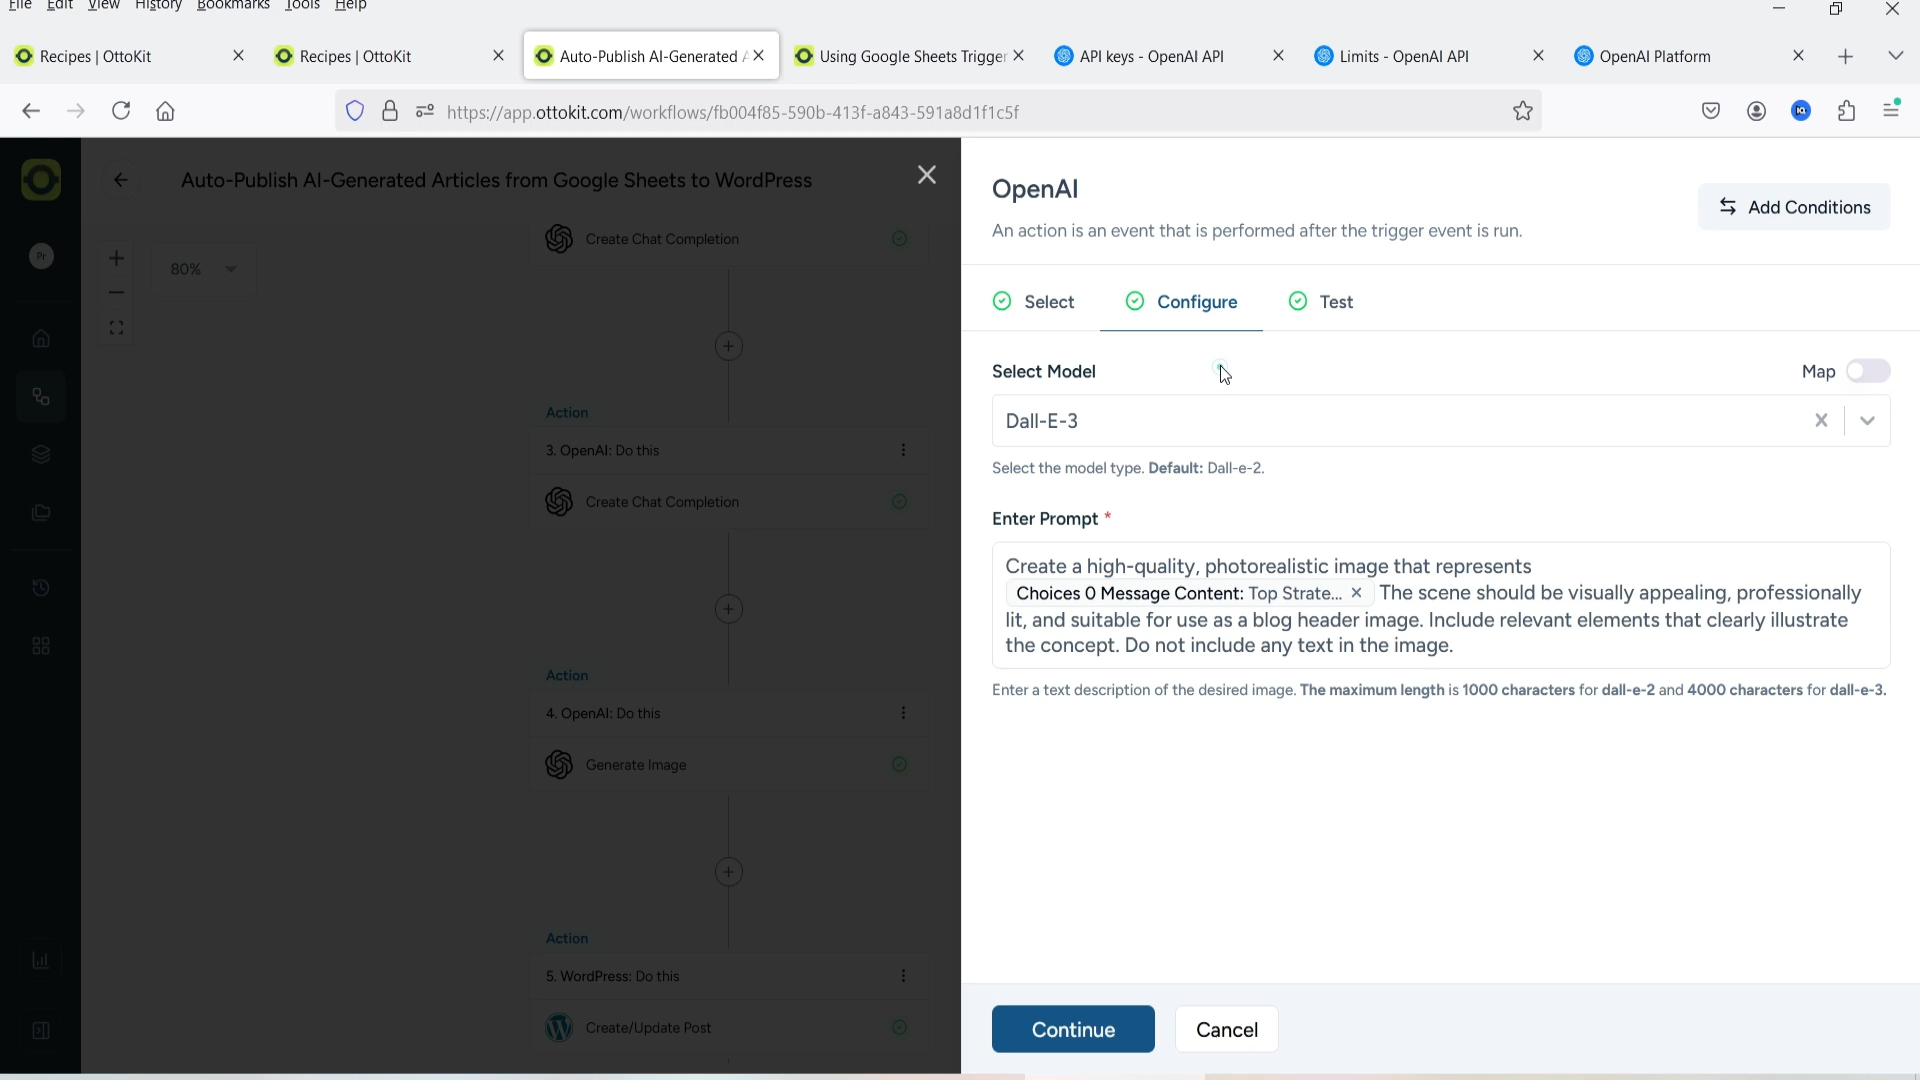 File Edit View History Bookmarks Tools Help
Recipes | OttoKit
Recipes | OttoKit
Auto-Publish AI-Generated
Using Google Sheets Trigger
API keys - OpenAI API
Limits - OpenAI API
OpenAI Platform
https://app.ottokit.com/workflows/fb004f85-590b-413f-a843-591a8d1f1c5f
Pr
Auto-Publish AI-Generated Articles from Google Sheets to WordPress
80%
Create Chat Completion
Action
3. OpenAI: Do this
Create Chat Completion
Action
4. OpenAI: Do this
Generate Image
Action
5. WordPress: Do this
Create/Update Post
OpenAI
An action is an event that is performed after the trigger event is run.
Add Conditions
Select
Configure
Test
Select Model
Map
Dall-E-3
Select the model type. Default: Dall-e-2.
Enter Prompt *
Create a high-quality, photorealistic image that represents
Choices 0 Message Content: Top Strate... × The scene should be visually appealing, professionally
lit, and suitable for use as a blog header image. Include relevant elements that clearly illustrate
the concept. Do not include any text in the image.
Enter a text description of the desired image. The maximum length is 1000 characters for dall-e-2 and 4000 characters for dall-e-3.
Continue
Cancel